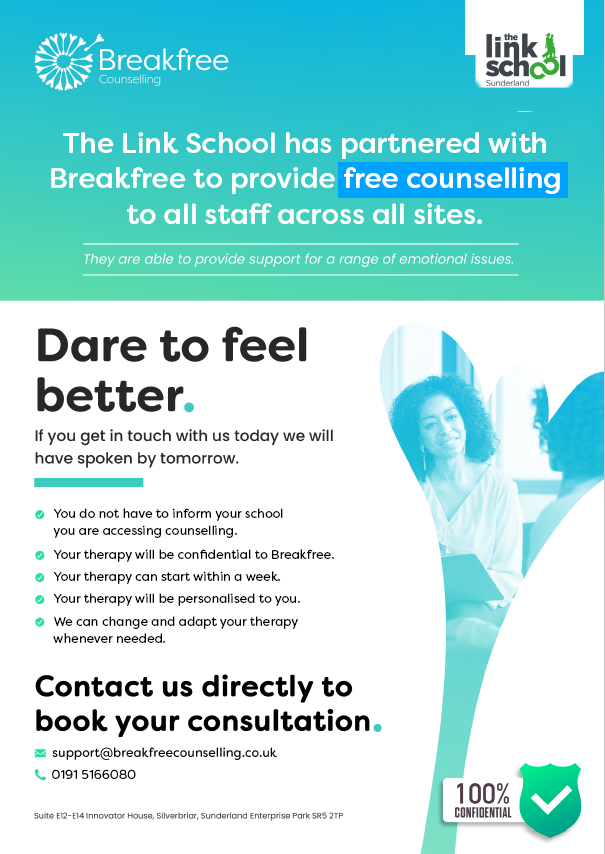 Breakfree
Counselling
the
link
school
Sunderland
The Link School has partnered with
Breakfree to provide free counselling
to all staff across all sites.
They are able to provide support for a range of emotional issues.
Dare to feel
better.
If you get in touch with us today we will
have spoken by tomorrow.
You do not have to inform your school
you are accessing counselling.
Your therapy will be confidential to Breakfree.
Your therapy can start within a week.
Your therapy will be personalised to you.
We can change and adapt your therapy
whenever needed.
Contact us directly to
book your consultation.
support@breakfreecounselling.co.uk
0191 5166080
Suite E12-E14 Innovator House, Silverbriar, Sunderland Enterprise Park SR5 2TP
100%
CONFIDENTIAL